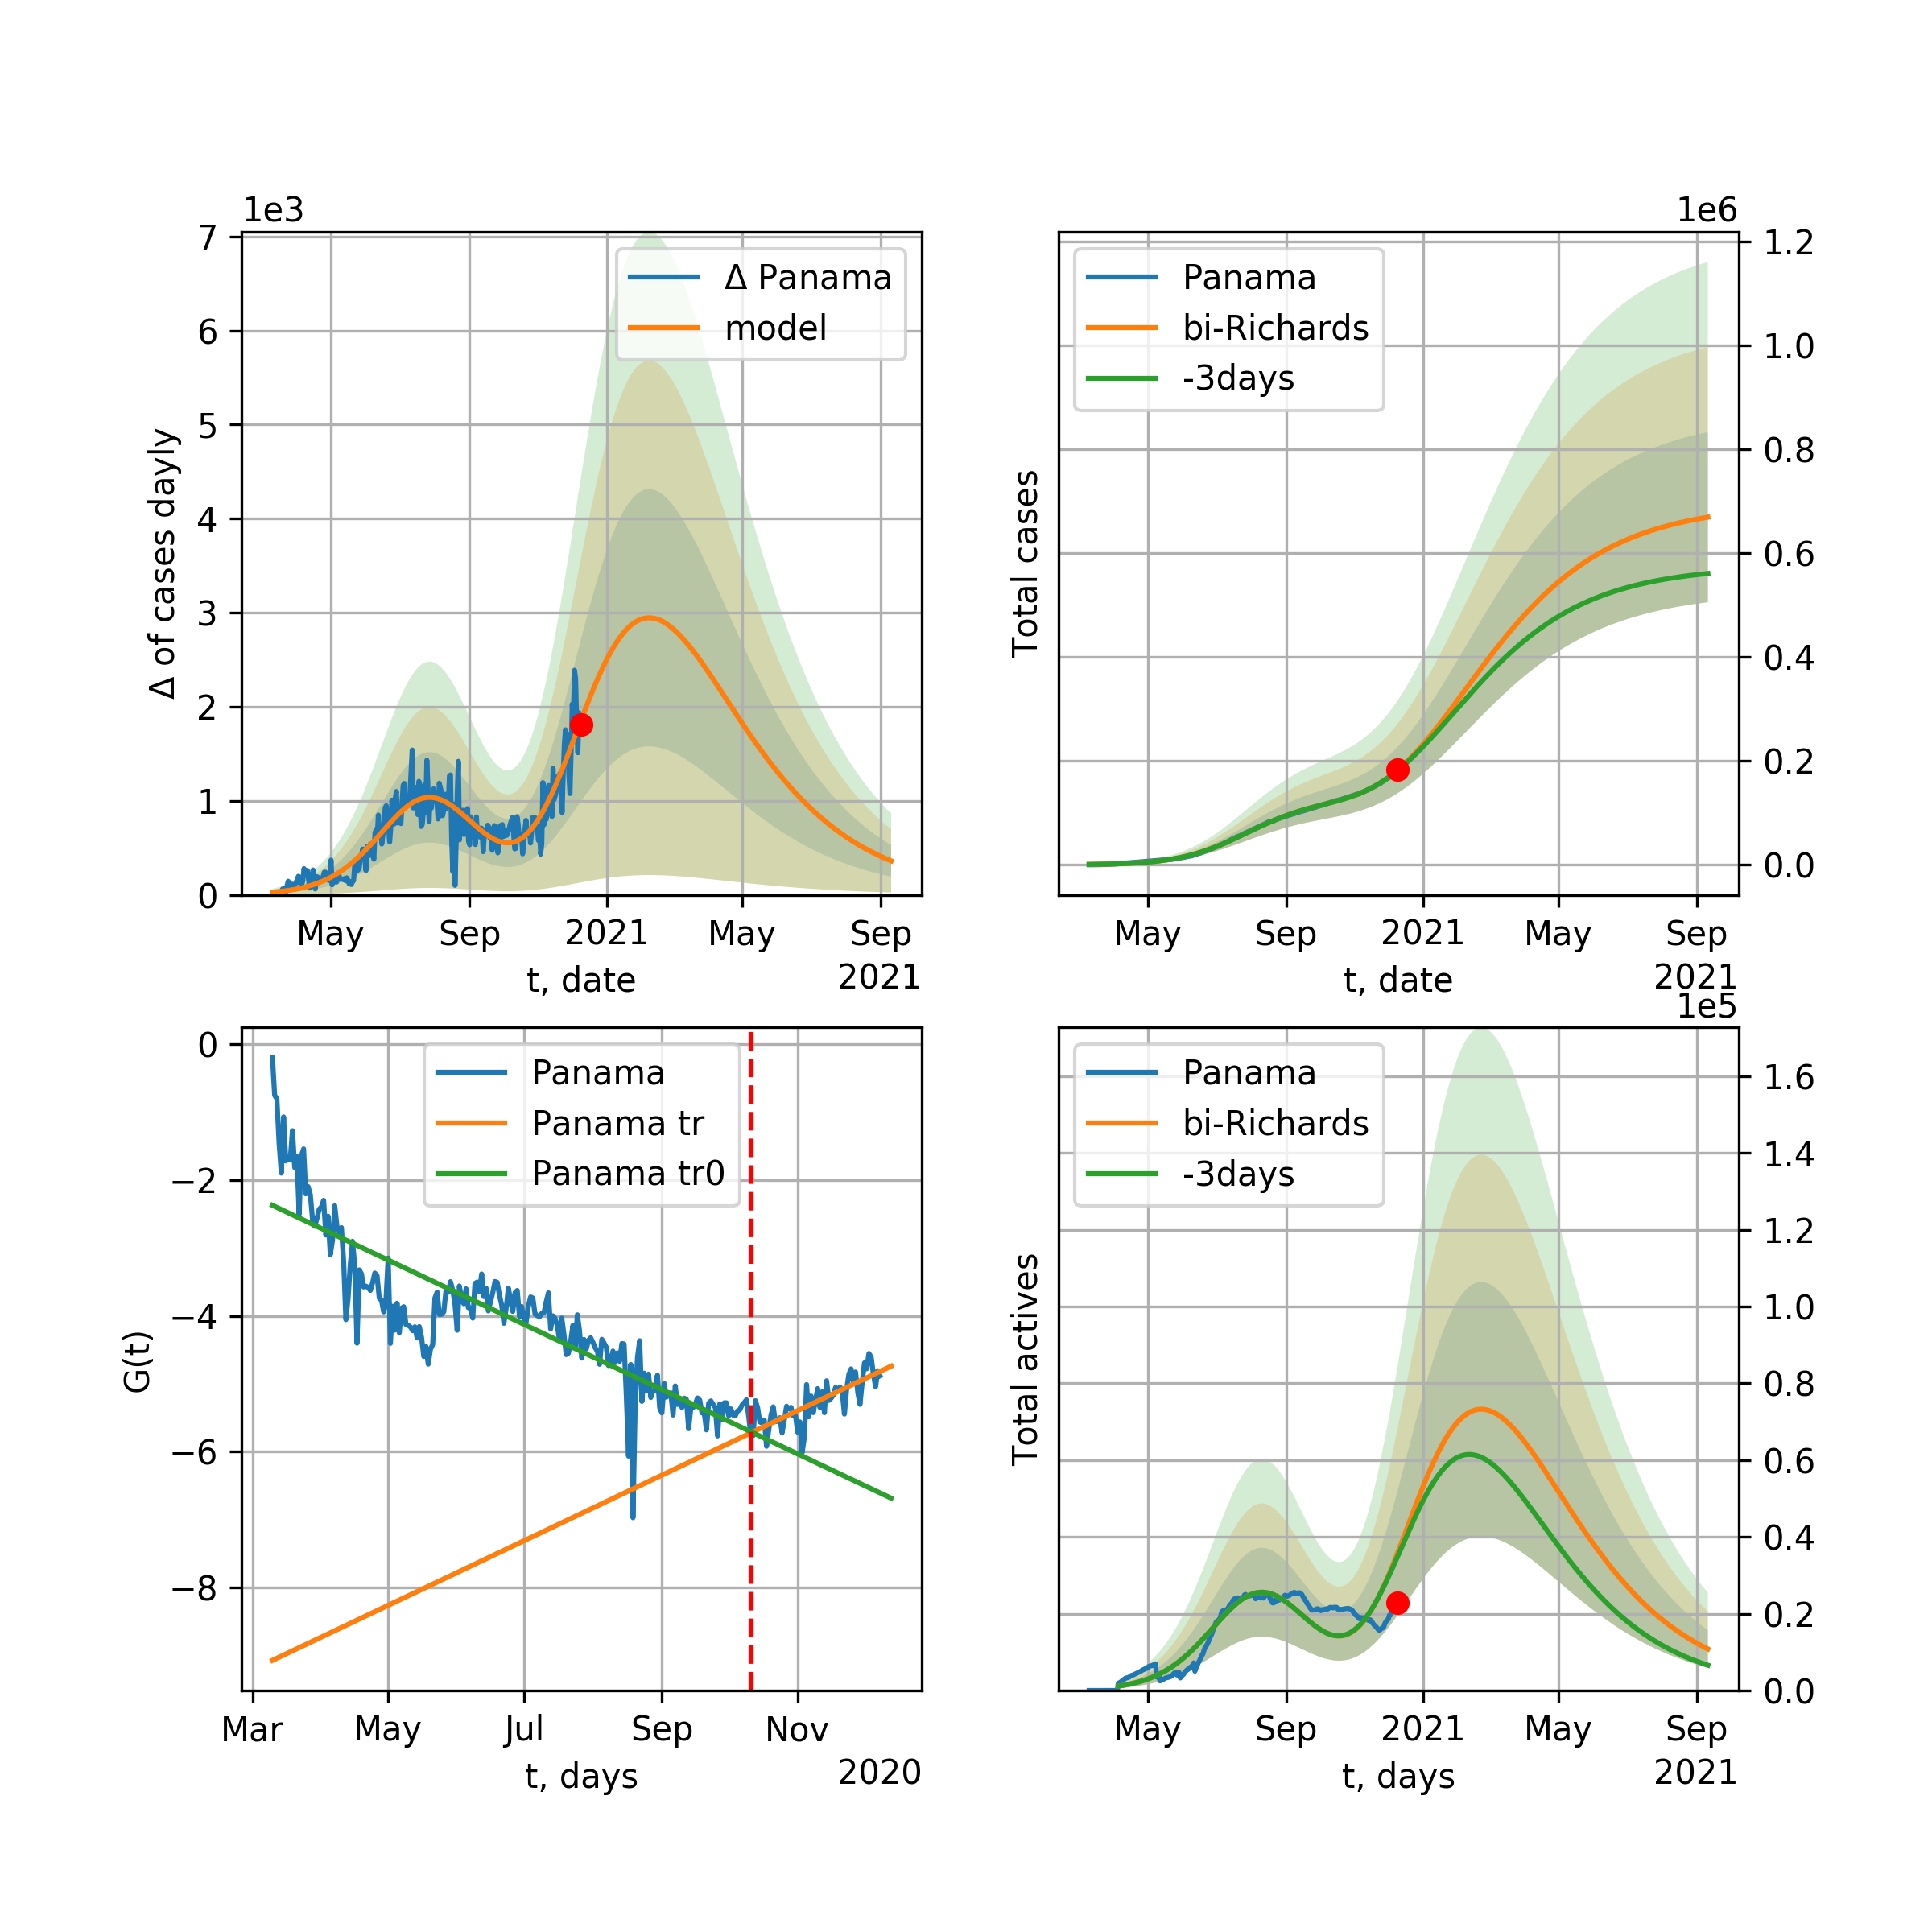 1e3
7
6
5
4
3
2
1
0
Δ of cases dayly
Δ Panama
model
May
Sep
2021
May
Sep
t, date
2021
1e6
Panama
bi-Richards
-3days
1.2
1.0
0.8
0.6
0.4
0.2
0.0
Total cases
May
Sep
2021
May
Sep
t, date
2021
0
−2
−4
−6
−8
G(t)
Panama
Panama tr
Panama tr0
Mar
May
Jul
Sep
Nov
t, days
2020
1e5
Panama
bi-Richards
-3days
1.6
1.4
1.2
1.0
0.8
0.6
0.4
0.2
0.0
Total actives
May
Sep
2021
May
Sep
t, days
2021